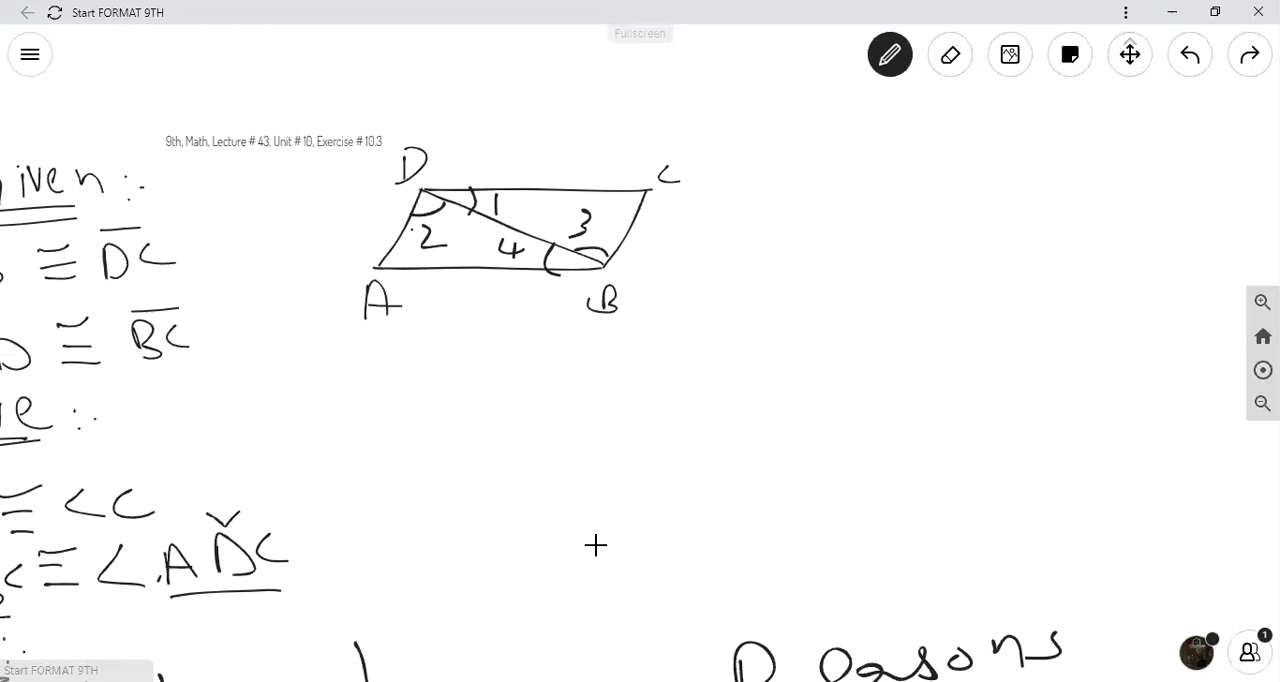 Start FORMAT 9TH
Fullscreen
9th, Math, Lecture # 43, Unit # 10, Exercise # 10.3
iven :.
≅ DC
≅ BC
e :.
≅ <C
c ≅ <ADC
D C
1
2 4 3
A B
Reasons
Start FORMAT 9TH
1